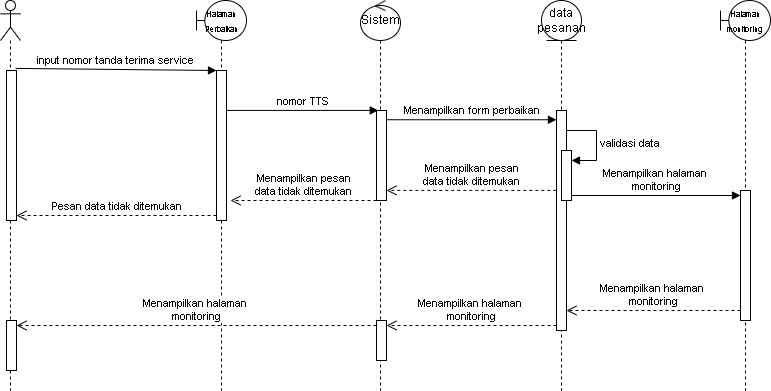 Halaman
Perbaikan
Sistem
data
pesanan
Halaman
monitoring
input nomor tanda terima service
nomor TTS
Menampilkan form perbaikan
validasi data
Menampilkan pesan
data tidak ditemukan
Menampilkan pesan
data tidak ditemukan
Menampilkan halaman
monitoring
Pesan data tidak ditemukan
Menampilkan halaman
monitoring
Menampilkan halaman
monitoring
Menampilkan halaman
monitoring